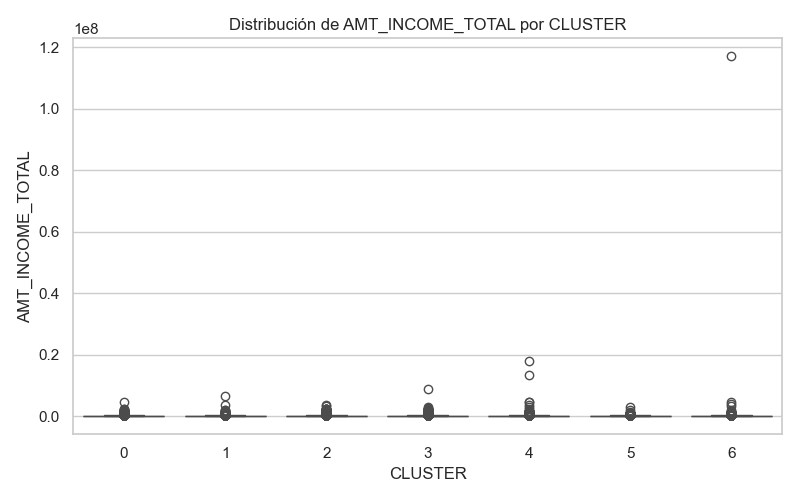 Distribución de AMT_INCOME_TOTAL por CLUSTER
1e8
1.2
1.0
0.8
0.6
0.4
0.2
0.0
AMT_INCOME_TOTAL
0 1 2 3 4 5 6
CLUSTER